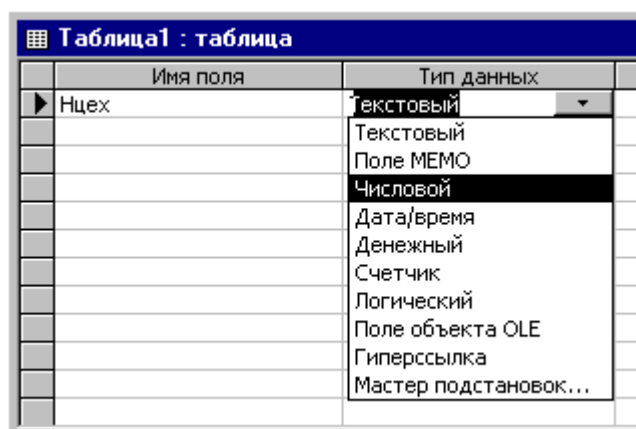 Таблица1 : таблица
Имя поля Тип данных
Нцех Текстовый
Текстовый
Поле МЕМО
Числовой
Дата/время
Денежный
Счетчик
Логический
Поле объекта OLE
Гиперссылка
Мастер подстановок...